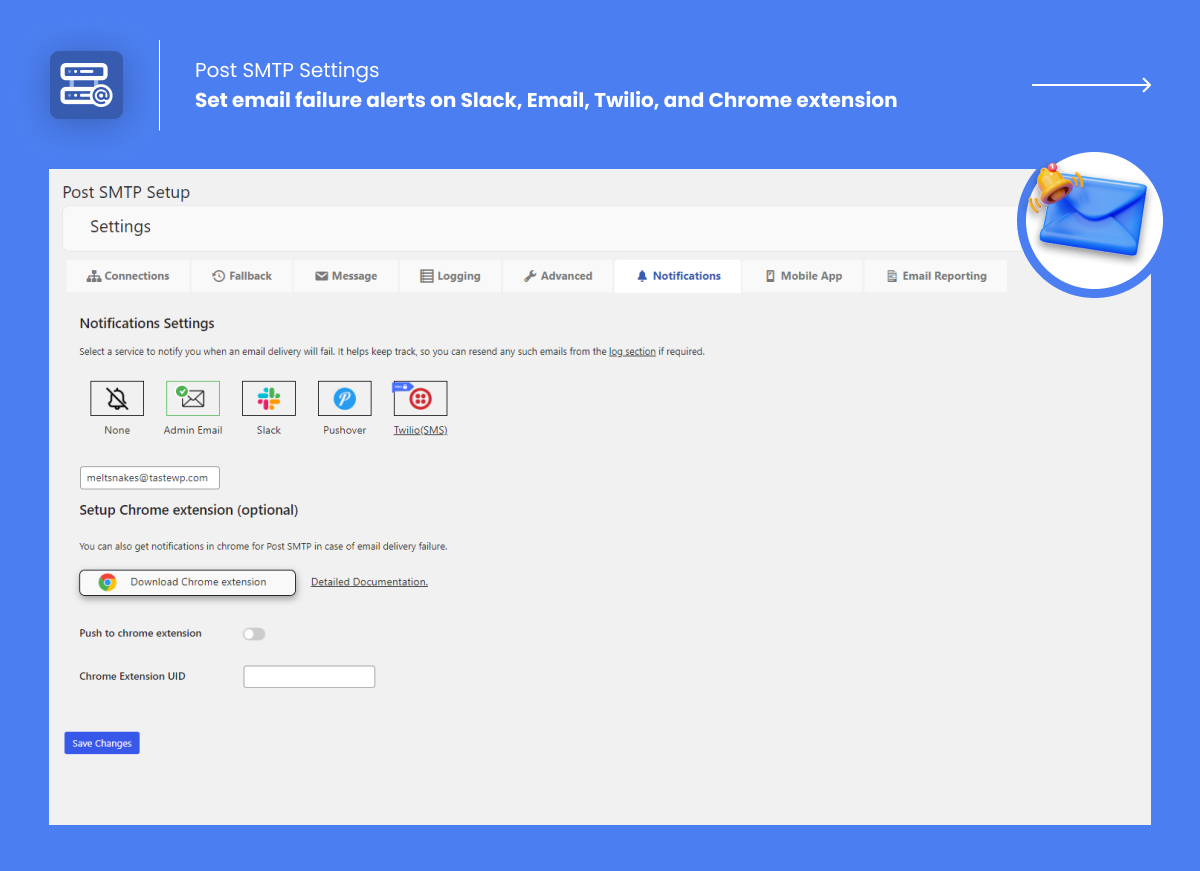 Post SMTP Settings
Set email failure alerts on Slack, Email, Twilio, and Chrome extension
Post SMTP Setup
Settings
Connections Fallback Message Logging Advanced Notifications Mobile App Email Reporting
Notifications Settings
Select a service to notify you when an email delivery will fail. It helps keep track, so you can resend any such emails from the log section if required.
None Admin Email Slack Pushover Twilio(SMS)
meltsnakes@tastewp.com
Setup Chrome extension (optional)
You can also get notifications in chrome for Post SMTP in case of email delivery failure.
Download Chrome extension Detailed Documentation.
Push to chrome extension
Chrome Extension UID
Save Changes